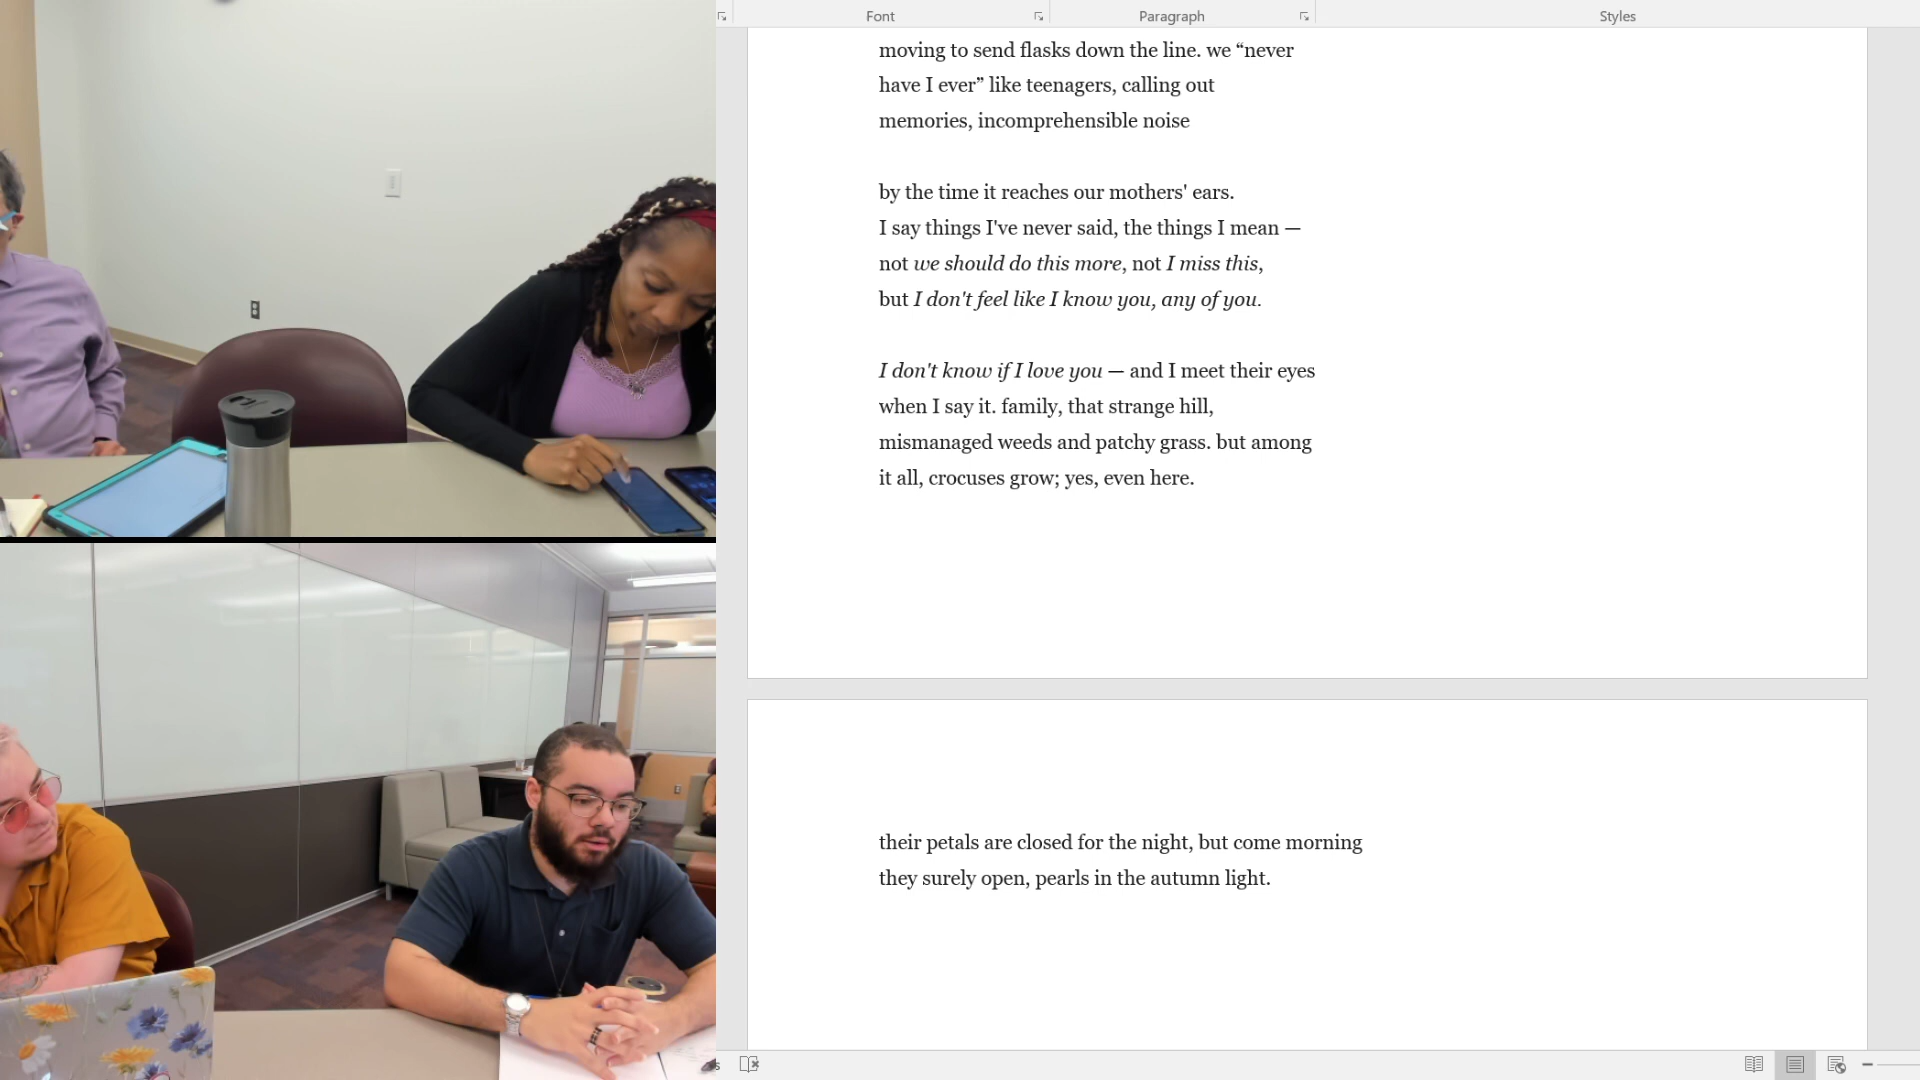 Font
Paragraph
Styles
moving to send flasks down the line. we “never
have I ever” like teenagers, calling out
memories, incomprehensible noise
by the time it reaches our mothers' ears.
I say things I've never said, the things I mean —
not we should do this more, not I miss this,
but I don't feel like I know you, any of you.
I don't know if I love you — and I meet their eyes
when I say it. family, that strange hill,
mismanaged weeds and patchy grass. but among
it all, crocuses grow; yes, even here.
their petals are closed for the night, but come morning
they surely open, pearls in the autumn light.